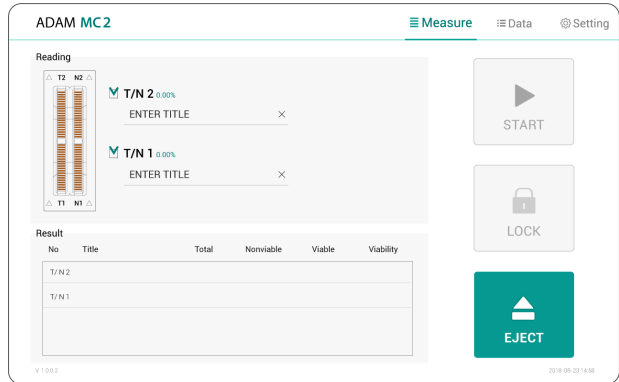 ADAM MC2
Measure
Data
Setting
Reading
T2 N2
T/N 2 0.00%
ENTER TITLE
T/N 1 0.00%
ENTER TITLE
T1 N1
START
LOCK
EJECT
Result
No Title Total Nonviable Viable Viability
T/ N 2
T/ N 1
V. 1.0.0.2
2018-08-23 14:58